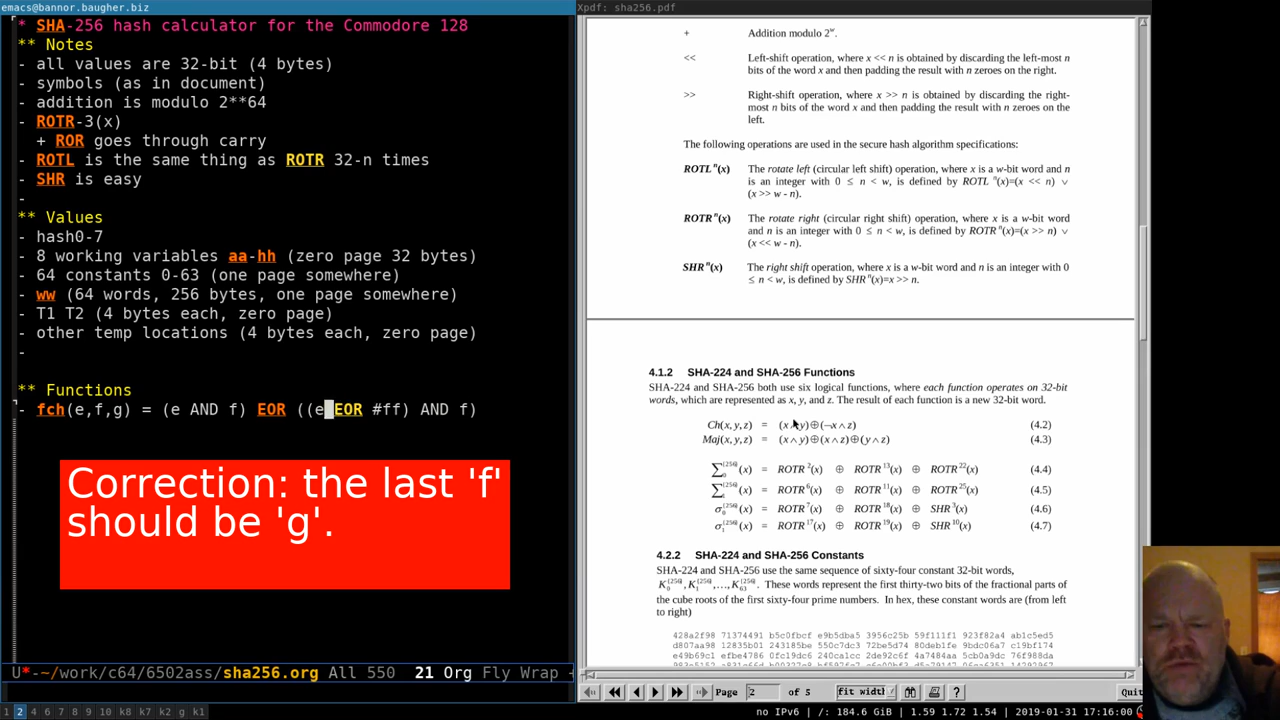 emacs@bannor.baugher.biz
* SHA-256 hash calculator for the Commodore 128
** Notes
- all values are 32-bit (4 bytes)
- symbols (as in document)
- addition is modulo 2**64
- ROTR-3(x)
+ ROR goes through carry
- ROTL is the same thing as ROTR 32-n times
- SHR is easy
-
** Values
- hash0-7
- 8 working variables aa-hh (zero page 32 bytes)
- 64 constants 0-63 (one page somewhere)
- ww (64 words, 256 bytes, one page somewhere)
- T1 T2 (4 bytes each, zero page)
- other temp locations (4 bytes each, zero page)
-
** Functions
- fch(e,f,g) = (e AND f) EOR ((e EOR #ff) AND f)
Correction: the last 'f'
should be 'g'.
U*-~/work/c64/6502ass/sha256.org All 550 21 Org Fly Wrap
Xpdf: sha256.pdf
+ Addition modulo 2^w.
<< Left-shift operation, where x << n is obtained by discarding the left-most n
bits of the word x and then padding the result with n zeroes on the right.
>> Right-shift operation, where x >> n is obtained by discarding the right-
most n bits of the word x and then padding the result with n zeroes on the
left.
The following operations are used in the secure hash algorithm specifications:
ROTL ^n(x) The rotate left (circular left shift) operation, where x is a w-bit word and n
is an integer with 0 ≤ n < w, is defined by ROTL ^n(x)=(x << n) ∨
(x >> w - n).
ROTR ^n(x) The rotate right (circular right shift) operation, where x is a w-bit word
and n is an integer with 0 ≤ n < w, is defined by ROTR ^n(x)=(x >> n) ∨
(x << w - n).
SHR ^n(x) The right shift operation, where x is a w-bit word and n is an integer with 0
≤ n < w, is defined by SHR ^n(x)=x >> n.
4.1.2 SHA-224 and SHA-256 Functions
SHA-224 and SHA-256 both use six logical functions, where each function operates on 32-bit
words, which are represented as x, y, and z. The result of each function is a new 32-bit word.
Ch(x, y, z) = (x ∧ y)⊕(¬x ∧ z) (4.2)
Maj(x, y, z) = (x ∧ y)⊕(x ∧ z)⊕(y ∧ z) (4.3)
∑0^{256}(x) = ROTR ^2(x) ⊕ ROTR ^13(x) ⊕ ROTR ^22(x) (4.4)
∑1^{256}(x) = ROTR ^6(x) ⊕ ROTR ^11(x) ⊕ ROTR ^25(x) (4.5)
σ0^{256}(x) = ROTR ^7(x) ⊕ ROTR ^18(x) ⊕ SHR ^3(x) (4.6)
σ1^{256}(x) = ROTR ^17(x) ⊕ ROTR ^19(x) ⊕ SHR ^10(x) (4.7)
4.2.2 SHA-224 and SHA-256 Constants
SHA-224 and SHA-256 use the same sequence of sixty-four constant 32-bit words,
K0^{256}, K1^{256},…,K63^{256}. These words represent the first thirty-two bits of the fractional parts of
the cube roots of the first sixty-four prime numbers. In hex, these constant words are (from left
to right)
428a2f98 71374491 b5c0fbcf e9b5dba5 3956c25b 59f111f1 923f82a4 ab1c5ed5
d807aa98 12835b01 243185be 550c7dc3 72be5d74 80deb1fe 9bdc06a7 c19bf174
e49b69c1 efbe4786 0fc19dc6 240ca1cc 2de92c6f 4a7484aa 5cb0a9dc 76f988da
Page 2 of 5 fit width ? Quit
1 2 4 6 7 8 9 10 k8 k7 k2 g k1
no IPv6 | /: 184.6 GiB | 1.59 1.72 1.54 | 2019-01-31 17:16:00